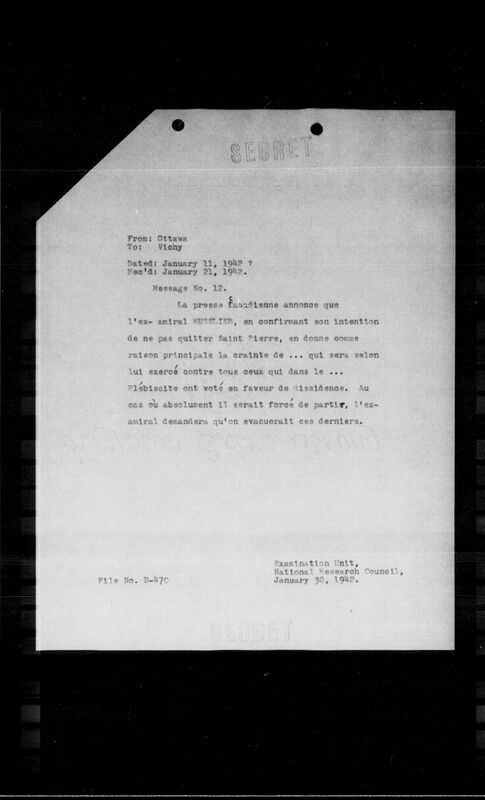 SECRET
From: Ottawa
To: Vichy
Dated: January 11, 1942 ?
Rec'd: January 21, 1942.
Message No. 12.
La presse canadienne annonce que
l'ex- amiral MUSELIER, en confirmant son intention
de ne pas quitter Saint Pierre, en donne comme
raison principale la crainte de ... qui sera selon
lui exercé contre tous ceux qui dans le ...
Plébiscite ont voté en faveur de dissidence. Au
cas où absolument il serait forcé de partir, l'ex-
amiral demandera qu'on evacuerait ces derniers.
Examination Unit,
National Research Council,
File No. D-470 January 30, 1942.
SECRET